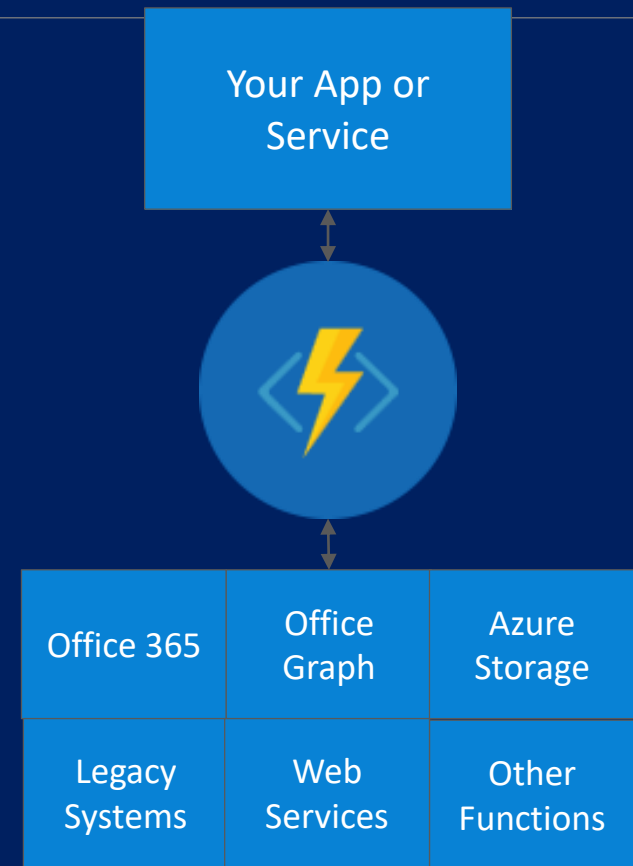 Your App or
Service
Office 365
Office
Graph
Azure
Storage
Legacy
Systems
Web
Services
Other
Functions